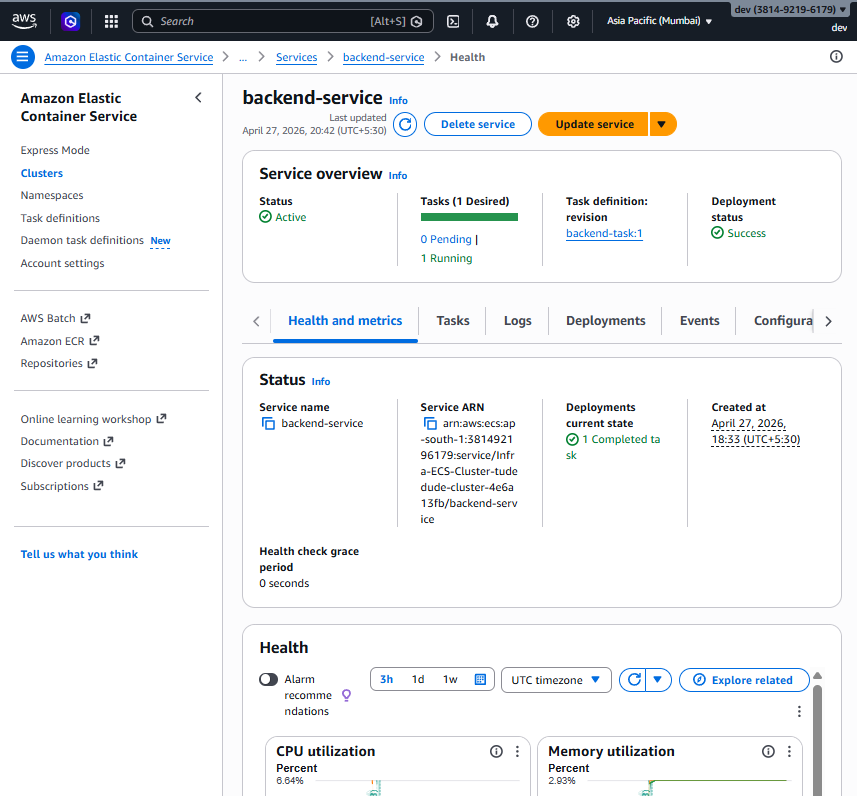 aws
Search
[Alt+S]
Asia Pacific (Mumbai)
dev (3814-9219-6179)
dev
Amazon Elastic Container Service
...
Services
backend-service
Health
Amazon Elastic
Container Service
Express Mode
Clusters
Namespaces
Task definitions
Daemon task definitions New
Account settings
AWS Batch
Amazon ECR
Repositories
Online learning workshop
Documentation
Discover products
Subscriptions
Tell us what you think
backend-service Info
Last updated
April 27, 2026, 20:42 (UTC+5:30)
Delete service
Update service
Service overview Info
Status
Active
Tasks (1 Desired)
0 Pending |
1 Running
Task definition:
revision
backend-task:1
Deployment
status
Success
Health and metrics
Tasks
Logs
Deployments
Events
Configura
Status Info
Service name
backend-service
Service ARN
arn:aws:ecs:ap
-south-1:3814921
96179:service/Infr
a-ECS-Cluster-tude
dude-cluster-4e6a
13fb/backend-serv
ice
Deployments
current state
1 Completed ta
sk
Created at
April 27, 2026,
18:33 (UTC+5:30)
Health check grace
period
0 seconds
Health
Alarm
recomme
ndations
3h
1d
1w
UTC timezone
Explore related
CPU utilization
Percent
6.64%
Memory utilization
Percent
2.93%